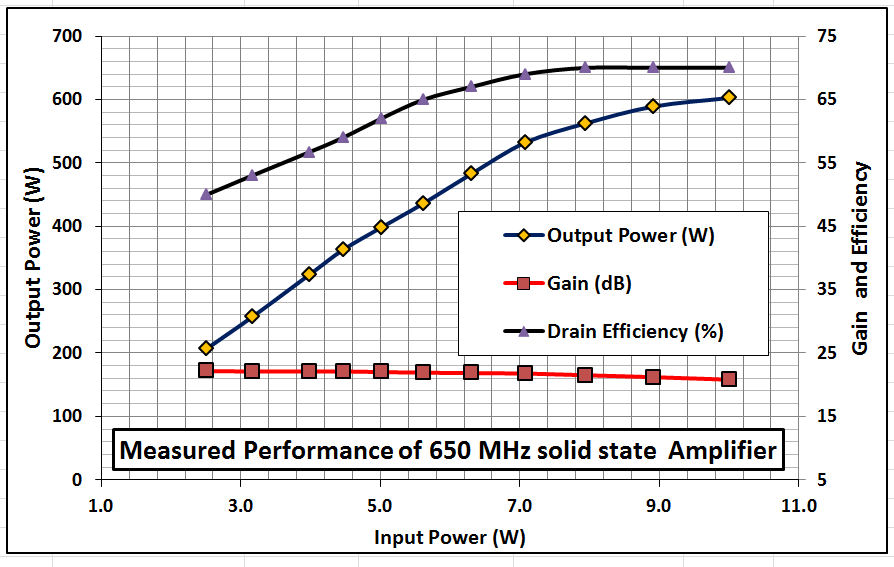 700
600
500
400
300
200
100
0
Output Power (W)
75
65
55
45
35
25
15
5
Gain and Efficiency
Output Power (W)
Gain (dB)
Drain Efficiency (%)
Measured Performance of 650 MHz solid state Amplifier
1.0 3.0 5.0 7.0 9.0 11.0
Input Power (W)